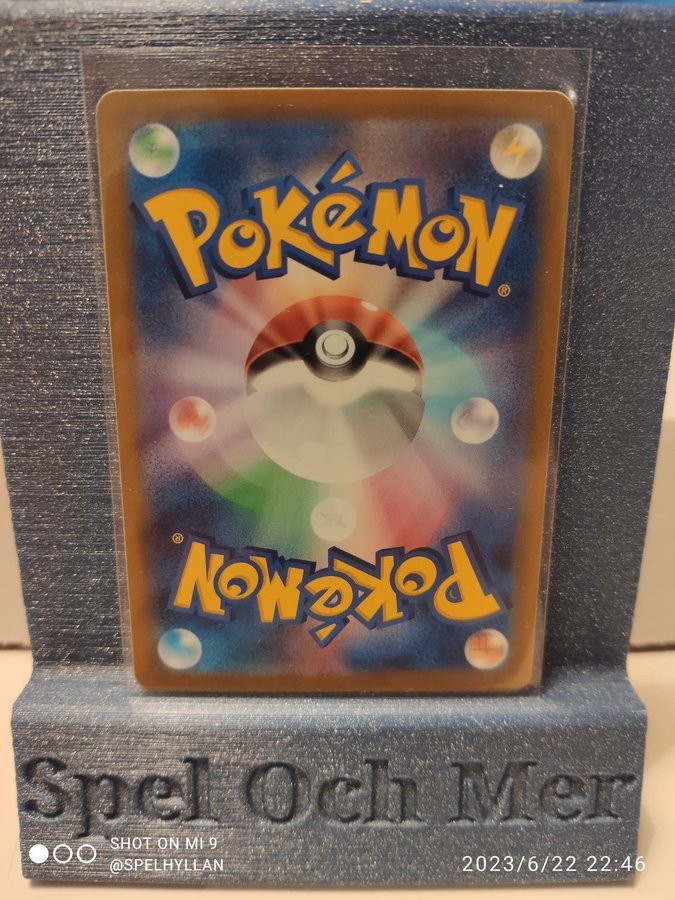 POKéMON
®
®
POKéMON
Spel Och Mer
SHOT ON MI 9
@SPELHYLLAN
2023/6/22 22:46